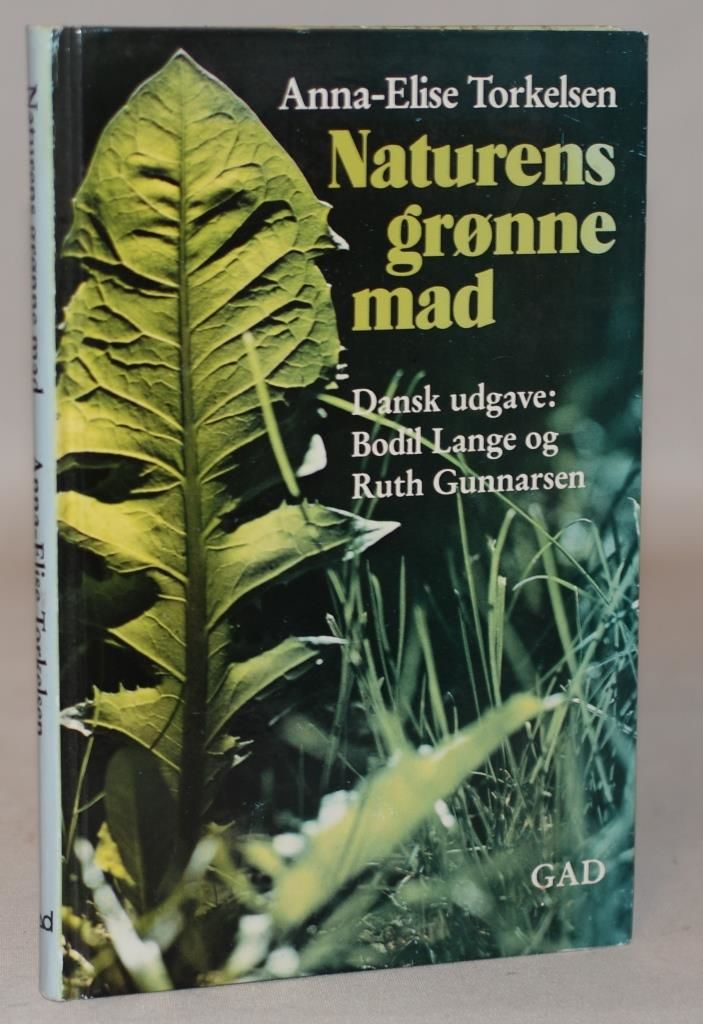 Anna-Elise Torkelsen
Naturens
grønne
mad
Dansk udgave:
Bodil Lange og
Ruth Gunnarsen
GAD
Naturens grønne mad Anna-Elise Torkelsen